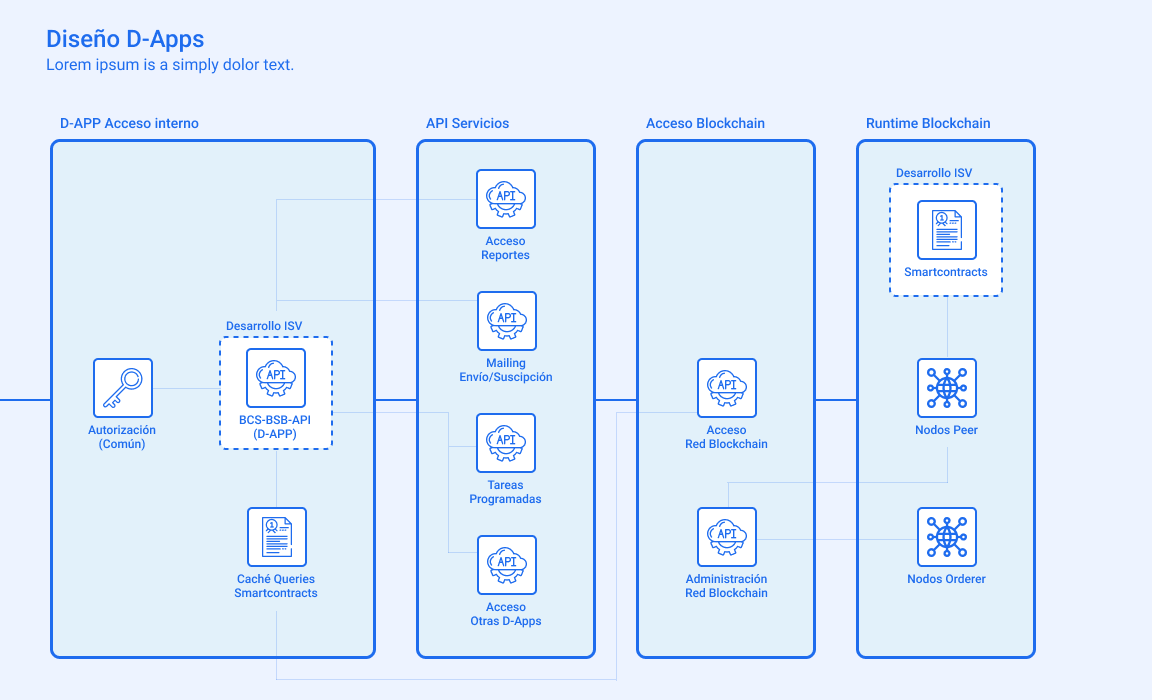 Diseño D-Apps
Lorem ipsum is a simply dolor text.
D-APP Acceso interno
Desarrollo ISV
Autorización
(Común)
API
BCS-BSB-API
(D-APP)
1
Caché Queries
Smartcontracts
API Servicios
API
Acceso
Reportes
API
Mailing
Envío/Suscipción
API
Tareas
Programadas
API
Acceso
Otras D-Apps
Acceso Blockchain
API
Acceso
Red Blockchain
API
Administración
Red Blockchain
Runtime Blockchain
Desarrollo ISV
1
Smartcontracts
Nodos Peer
Nodos Orderer